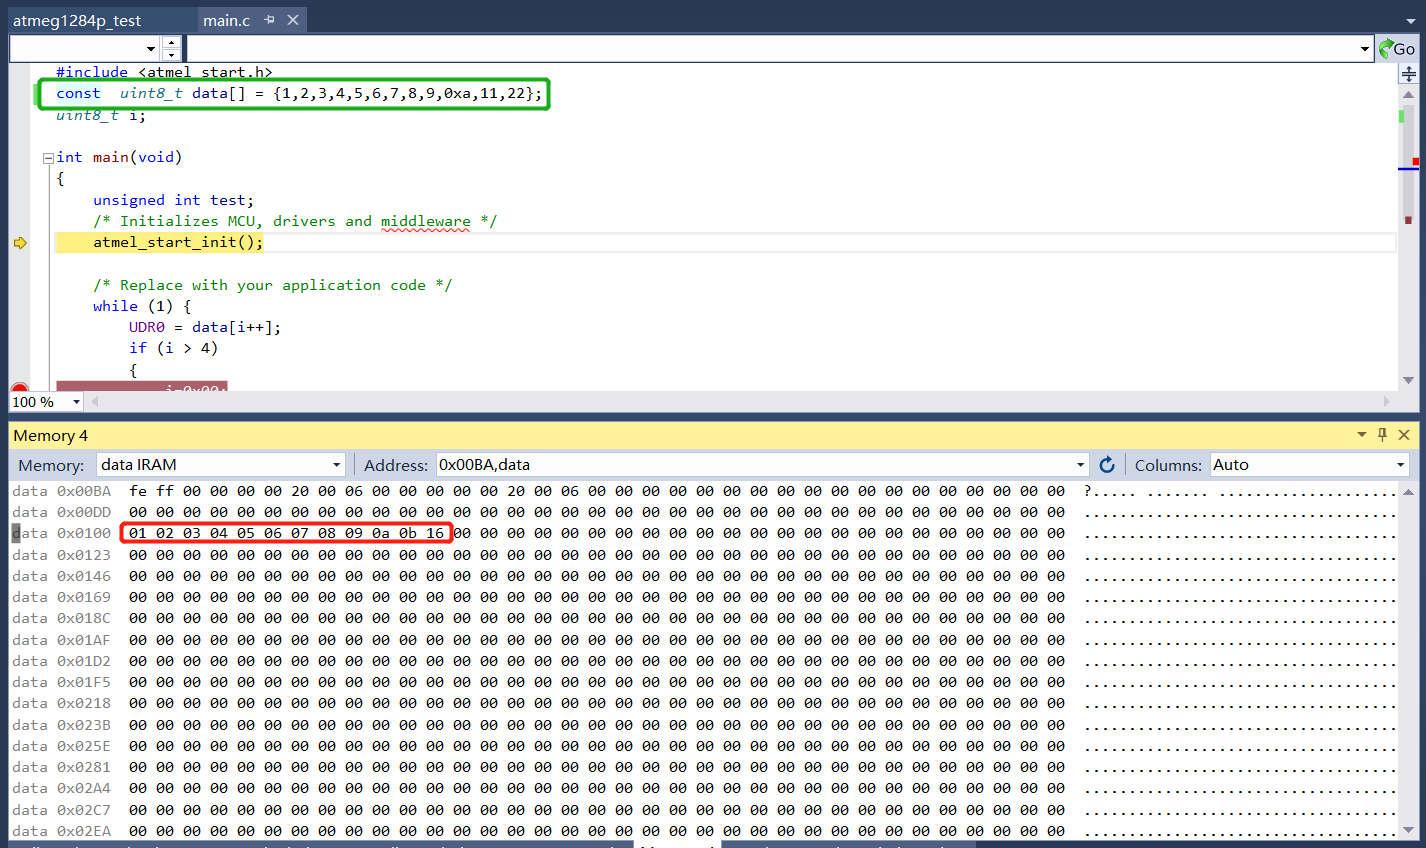 atmeg1284p_test main.c
Go
#include <atmel_start.h>
const uint8_t data[] = {1,2,3,4,5,6,7,8,9,0xa,11,22};
uint8_t i;
int main(void)
{
unsigned int test;
/* Initializes MCU, drivers and middleware */
atmel_start_init();
/* Replace with your application code */
while (1) {
UDR0 = data[i++];
if (i > 4)
{
i=0x00;
100 %
Memory 4
Memory: data IRAM Address: 0x00BA,data Columns: Auto
data 0x00BA fe ff 00 00 00 00 20 00 06 00 00 00 00 00 20 00 06 00 00 00 00 00 00 00 00 00 00 00 00 00 00 00 00 00 00 ?..... ...... ......................
data 0x00DD 00 00 00 00 00 00 00 00 00 00 00 00 00 00 00 00 00 00 00 00 00 00 00 00 00 00 00 00 00 00 00 00 00 00 00 ...................................
data 0x0100 01 02 03 04 05 06 07 08 09 0a 0b 16 00 00 00 00 00 00 00 00 00 00 00 00 00 00 00 00 00 00 00 00 00 00 00 ...................................
data 0x0123 00 00 00 00 00 00 00 00 00 00 00 00 00 00 00 00 00 00 00 00 00 00 00 00 00 00 00 00 00 00 00 00 00 00 00 ...................................
data 0x0146 00 00 00 00 00 00 00 00 00 00 00 00 00 00 00 00 00 00 00 00 00 00 00 00 00 00 00 00 00 00 00 00 00 00 00 ...................................
data 0x0169 00 00 00 00 00 00 00 00 00 00 00 00 00 00 00 00 00 00 00 00 00 00 00 00 00 00 00 00 00 00 00 00 00 00 00 ...................................
data 0x018C 00 00 00 00 00 00 00 00 00 00 00 00 00 00 00 00 00 00 00 00 00 00 00 00 00 00 00 00 00 00 00 00 00 00 00 ...................................
data 0x01AF 00 00 00 00 00 00 00 00 00 00 00 00 00 00 00 00 00 00 00 00 00 00 00 00 00 00 00 00 00 00 00 00 00 00 00 ...................................
data 0x01D2 00 00 00 00 00 00 00 00 00 00 00 00 00 00 00 00 00 00 00 00 00 00 00 00 00 00 00 00 00 00 00 00 00 00 00 ...................................
data 0x01F5 00 00 00 00 00 00 00 00 00 00 00 00 00 00 00 00 00 00 00 00 00 00 00 00 00 00 00 00 00 00 00 00 00 00 00 ...................................
data 0x0218 00 00 00 00 00 00 00 00 00 00 00 00 00 00 00 00 00 00 00 00 00 00 00 00 00 00 00 00 00 00 00 00 00 00 00 ...................................
data 0x023B 00 00 00 00 00 00 00 00 00 00 00 00 00 00 00 00 00 00 00 00 00 00 00 00 00 00 00 00 00 00 00 00 00 00 00 ...................................
data 0x025E 00 00 00 00 00 00 00 00 00 00 00 00 00 00 00 00 00 00 00 00 00 00 00 00 00 00 00 00 00 00 00 00 00 00 00 ...................................
data 0x0281 00 00 00 00 00 00 00 00 00 00 00 00 00 00 00 00 00 00 00 00 00 00 00 00 00 00 00 00 00 00 00 00 00 00 00 ...................................
data 0x02A4 00 00 00 00 00 00 00 00 00 00 00 00 00 00 00 00 00 00 00 00 00 00 00 00 00 00 00 00 00 00 00 00 00 00 00 ...................................
data 0x02C7 00 00 00 00 00 00 00 00 00 00 00 00 00 00 00 00 00 00 00 00 00 00 00 00 00 00 00 00 00 00 00 00 00 00 00 ...................................
data 0x02EA 00 00 00 00 00 00 00 00 00 00 00 00 00 00 00 00 00 00 00 00 00 00 00 00 00 00 00 00 00 00 00 00 00 00 00 ...................................